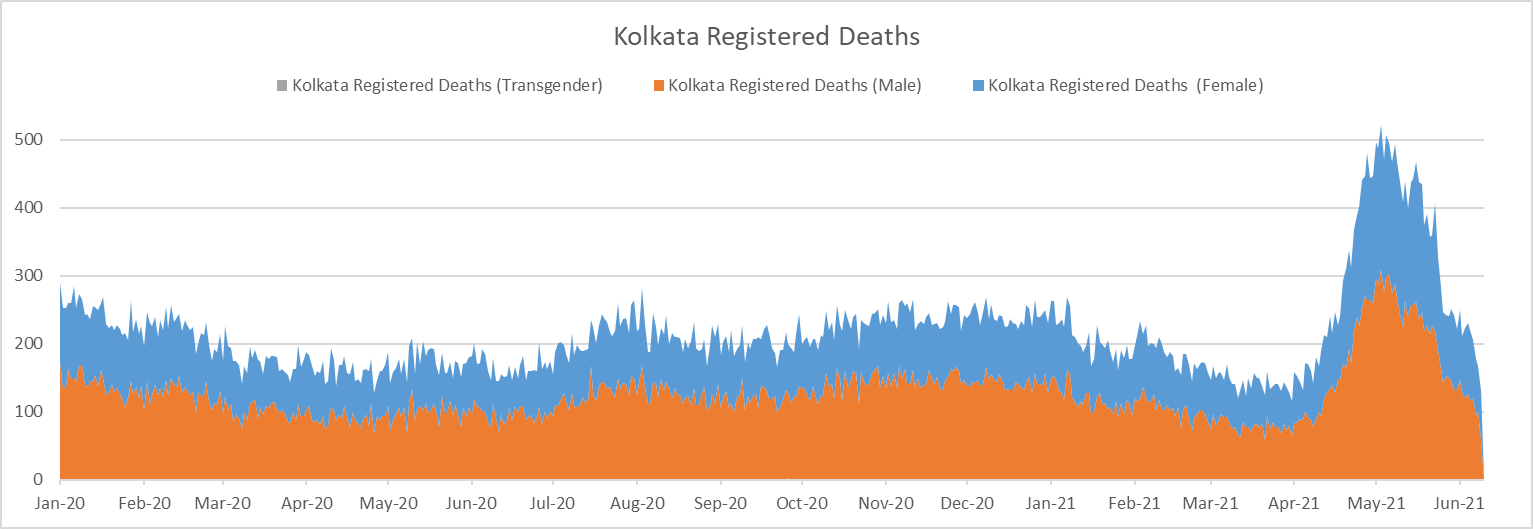 Kolkata Registered Deaths
Kolkata Registered Deaths (Transgender) Kolkata Registered Deaths (Male) Kolkata Registered Deaths (Female)
500
400
300
200
100
0
Jan-20 Feb-20 Mar-20 Apr-20 May-20 Jun-20 Jul-20 Aug-20 Sep-20 Oct-20 Nov-20 Dec-20 Jan-21 Feb-21 Mar-21 Apr-21 May-21 Jun-21